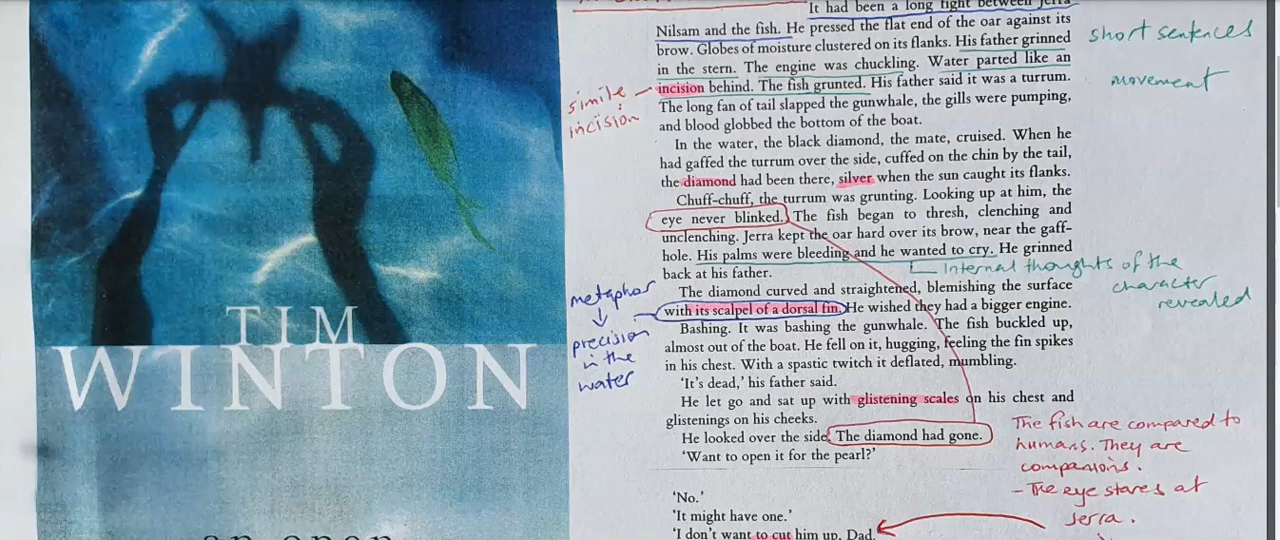 TIM
WINTON
an open
It had been a long fight between Jerra
Nilsam and the fish. He pressed the flat end of the oar against its
brow. Globes of moisture clustered on its flanks. His father grinned
in the stern. The engine was chuckling. Water parted like an
incision behind. The fish grunted. His father said it was a turrum.
The long fan of tail slapped the gunwhale, the gills were pumping,
and blood globbed the bottom of the boat.
In the water, the black diamond, the mate, cruised. When he
had gaffed the turrum over the side, cuffed on the chin by the tail,
the diamond had been there, silver when the sun caught its flanks.
Chuff-chuff, the turrum was grunting. Looking up at him, the
eye never blinked. The fish began to thresh, clenching and
unclenching. Jerra kept the oar hard over its brow, near the gaff-
hole. His palms were bleeding and he wanted to cry. He grinned
back at his father.
The diamond curved and straightened, blemishing the surface
with its scalpel of a dorsal fin. He wished they had a bigger engine.
Bashing. It was bashing the gunwhale. The fish buckled up,
almost out of the boat. He fell on it, hugging, feeling the fin spikes
in his chest. With a spastic twitch it deflated, mumbling.
'It's dead,' his father said.
He let go and sat up with glistening scales on his chest and
glistenings on his cheeks.
He looked over the side. The diamond had gone.
'Want to open it for the pearl?'
'No.'
'It might have one.'
'I don't want to cut him up, Dad.
simile
incision
metaphor
precision
in the
water
short sentences
movement
Internal thoughts of the
character
revealed
The fish are compared to
humans. They are
companions.
- The eye stares at
Jerra.